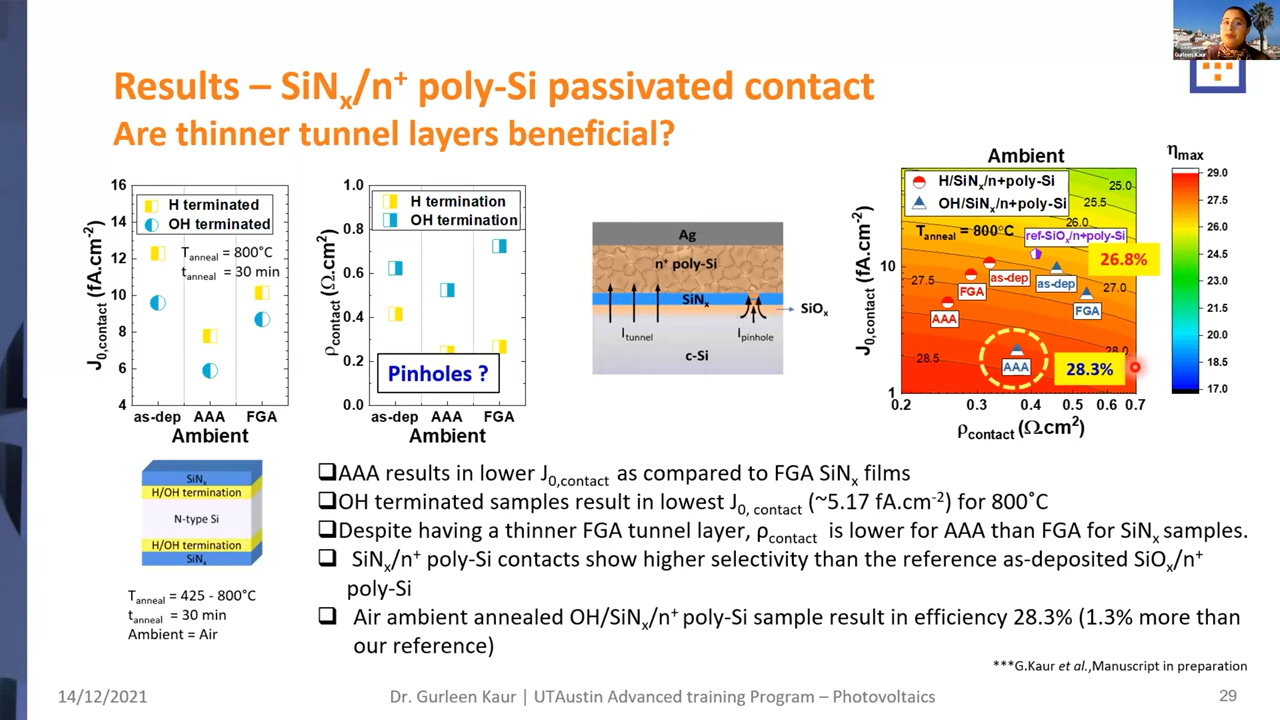 Gurleen Kaur
Results – SiNx/n+ poly-Si passivated contact
Are thinner tunnel layers beneficial?
16
14
12
10
8
6
4
J0,contact (fA.cm-2)
H terminated
OH terminated
Tanneal = 800°C
tanneal = 30 min
as-dep AAA FGA
Ambient
1.0
0.8
0.6
0.4
0.2
0.0
ρcontact (Ω.cm2)
H termination
OH termination
Pinholes ?
as-dep AAA FGA
Ambient
Ag
n+ poly-Si
SiNx
SiOx
Itunnel
ipinhole
c-Si
Ambient
H/SiNx/n+poly-Si
OH/SiNx/n+poly-Si
Tanneal = 800°C
ref-SiOx/n+poly-Si
25.0
25.5
26.0
26.8%
27.0
27.5
28.0
28.5
as-dep
as-dep
FGA
FGA
AAA
AAA
28.3%
10
1
J0,contact (fA.cm-2)
0.2 0.3 0.4 0.5 0.6 0.7
ρcontact (Ω.cm2)
ηmax
29.0
27.5
26.0
24.5
23.0
21.5
20.0
18.5
17.0
SiNx
H/OH termination
N-type Si
H/OH termination
SiNx
Tanneal = 425 - 800°C
tanneal = 30 min
Ambient = Air
❑AAA results in lower J0,contact as compared to FGA SiNx films
❑OH terminated samples result in lowest J0, contact (~5.17 fA.cm-2) for 800˚C
❑Despite having a thinner FGA tunnel layer, ρcontact is lower for AAA than FGA for SiNx samples.
❑ SiNx/n+ poly-Si contacts show higher selectivity than the reference as-deposited SiOx/n+
poly-Si
❑ Air ambient annealed OH/SiNx/n+ poly-Si sample result in efficiency 28.3% (1.3% more than
our reference)
***G.Kaur et al.,Manuscript in preparation
14/12/2021
Dr. Gurleen Kaur | UTAustin Advanced training Program – Photovoltaics
29